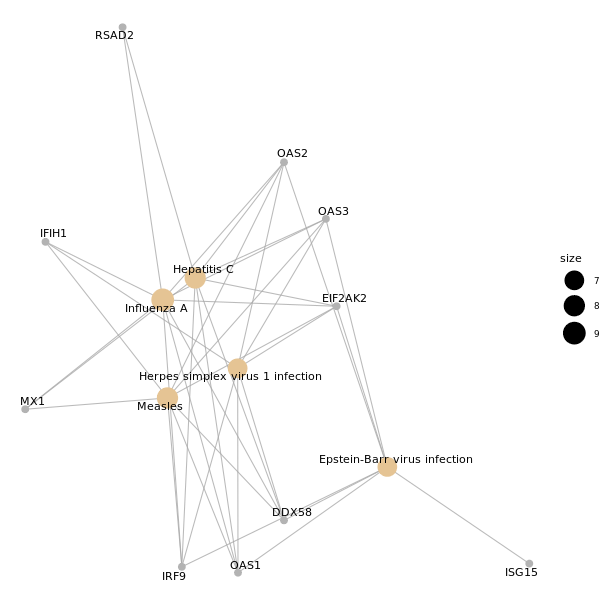 RSAD2
OAS2
OAS3
IFIH1
size
Hepatitis C
7
EIF2AK2
8
Influenza A
9
Herpes simplex virus 1 infection
MX1
Measles
Epstein-Barr virus infection
DDX58
OAS1
ISG15
IRF9